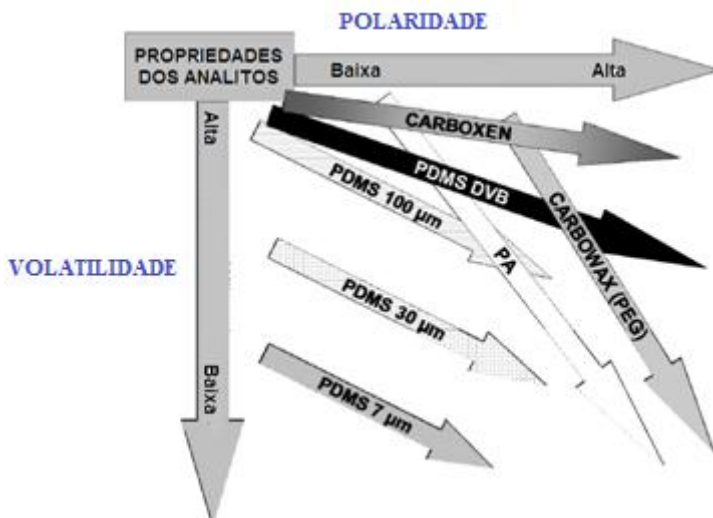 POLARIDADE
PROPRIEDADES
DOS ANALITOS
Baixa
Alta
Alta
CARBOXEN
PDMS DVB
PDMS 100 µm
PA
CARBOWAX (PEG)
VOLATILIDADE
PDMS 30 µm
Baixa
PDMS 7 µm